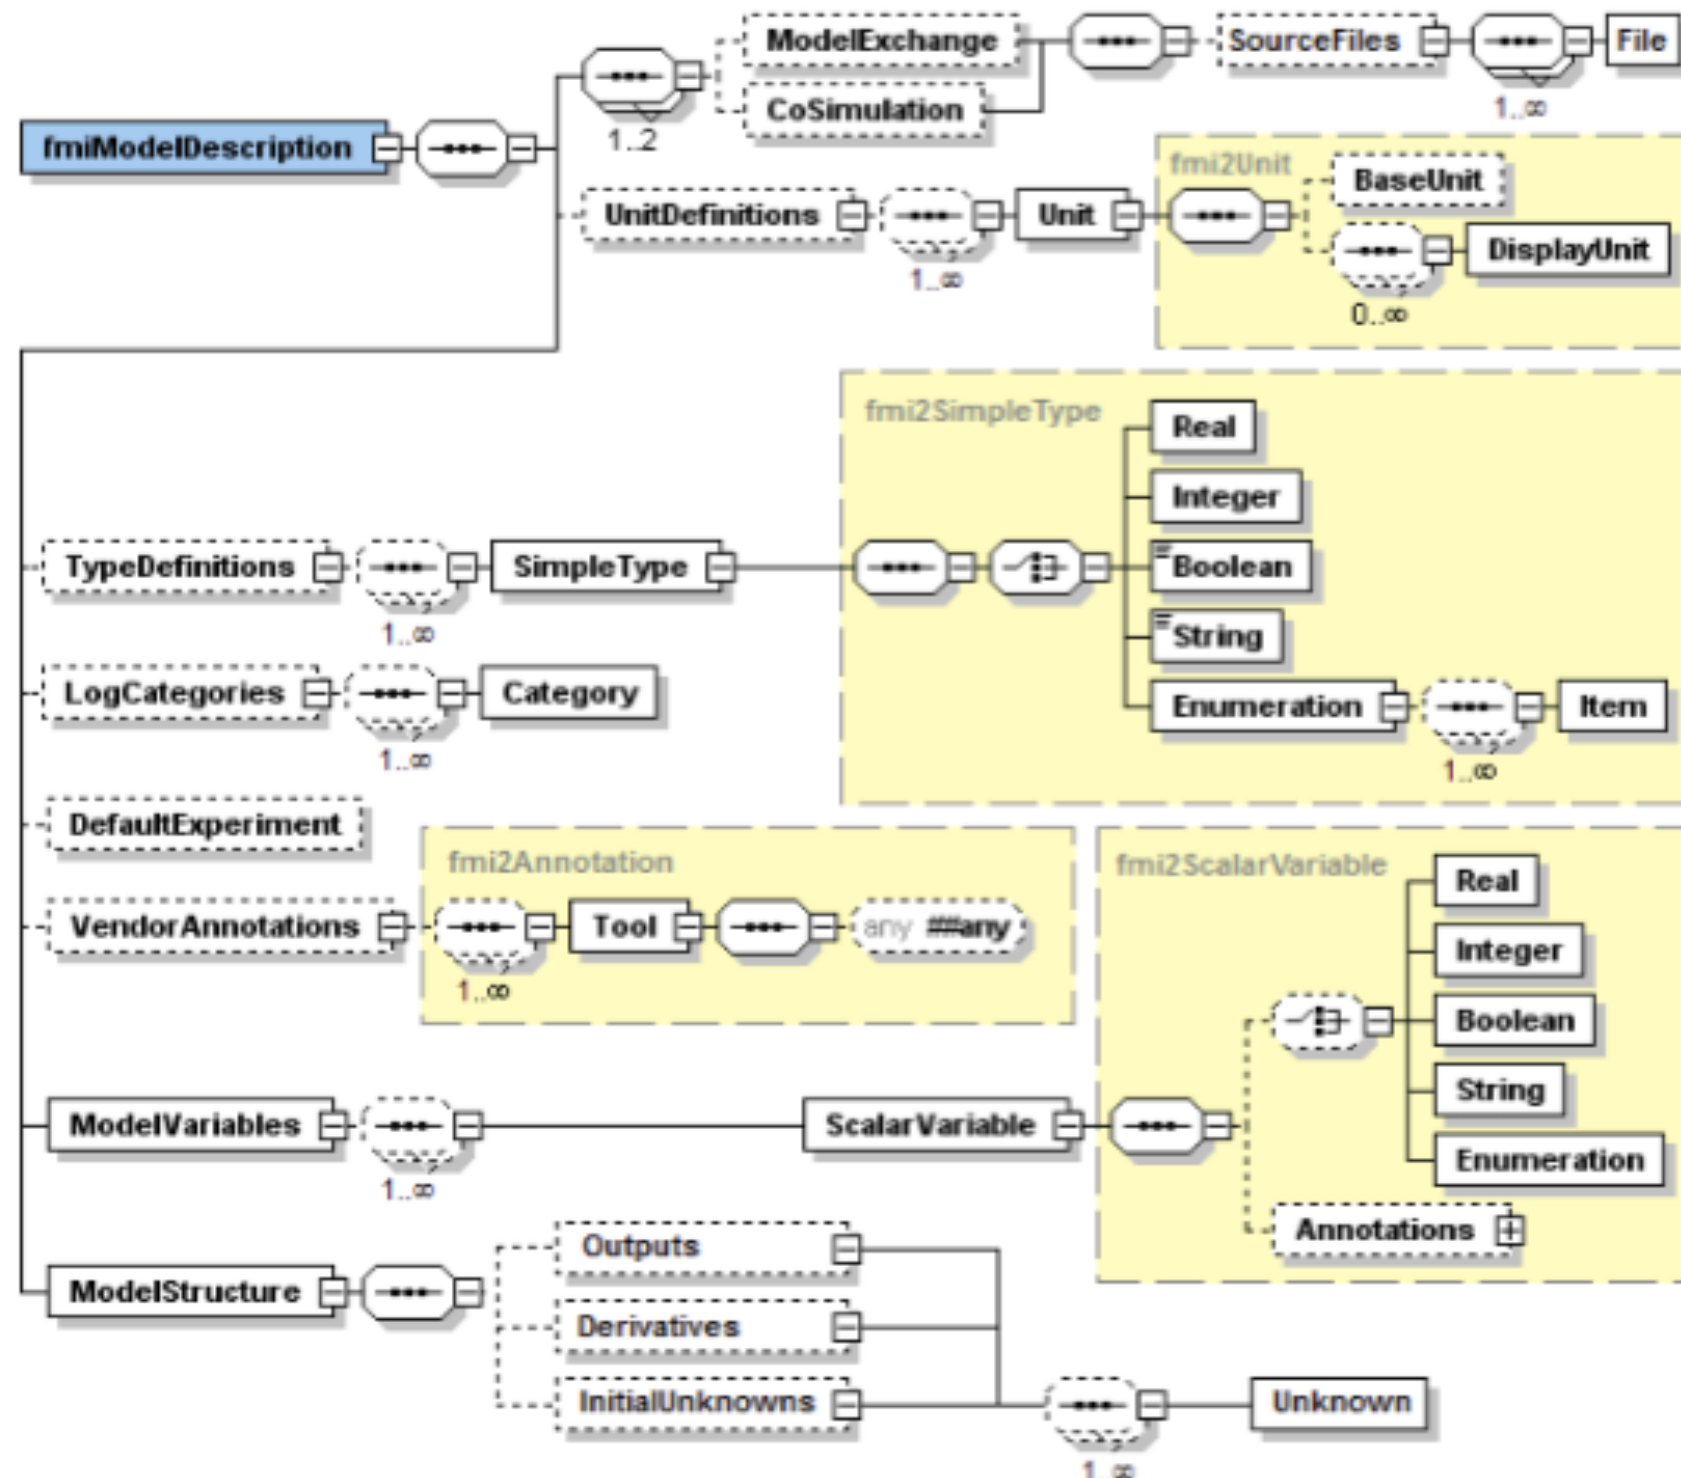 ModelExchange
SourceFiles
File
CoSimulation
1..2
1..∞
fmiModelDescription
fmi2Unit
BaseUnit
UnitDefinitions
Unit
1..∞
DisplayUnit
0..∞
fmi2SimpleType
Real
Integer
TypeDefinitions
SimpleType
Boolean
1..∞
String
LogCategories
Category
Enumeration
Item
1..∞
1..∞
DefaultExperiment
fmi2Annotation
fmi2ScalarVariable
Real
VendorAnnotations
Tool
any ##any
Integer
1..∞
Boolean
String
ModelVariables
ScalarVariable
Enumeration
1..∞
Annotations
Outputs
ModelStructure
Derivatives
InitialUnknowns
Unknown
1..∞